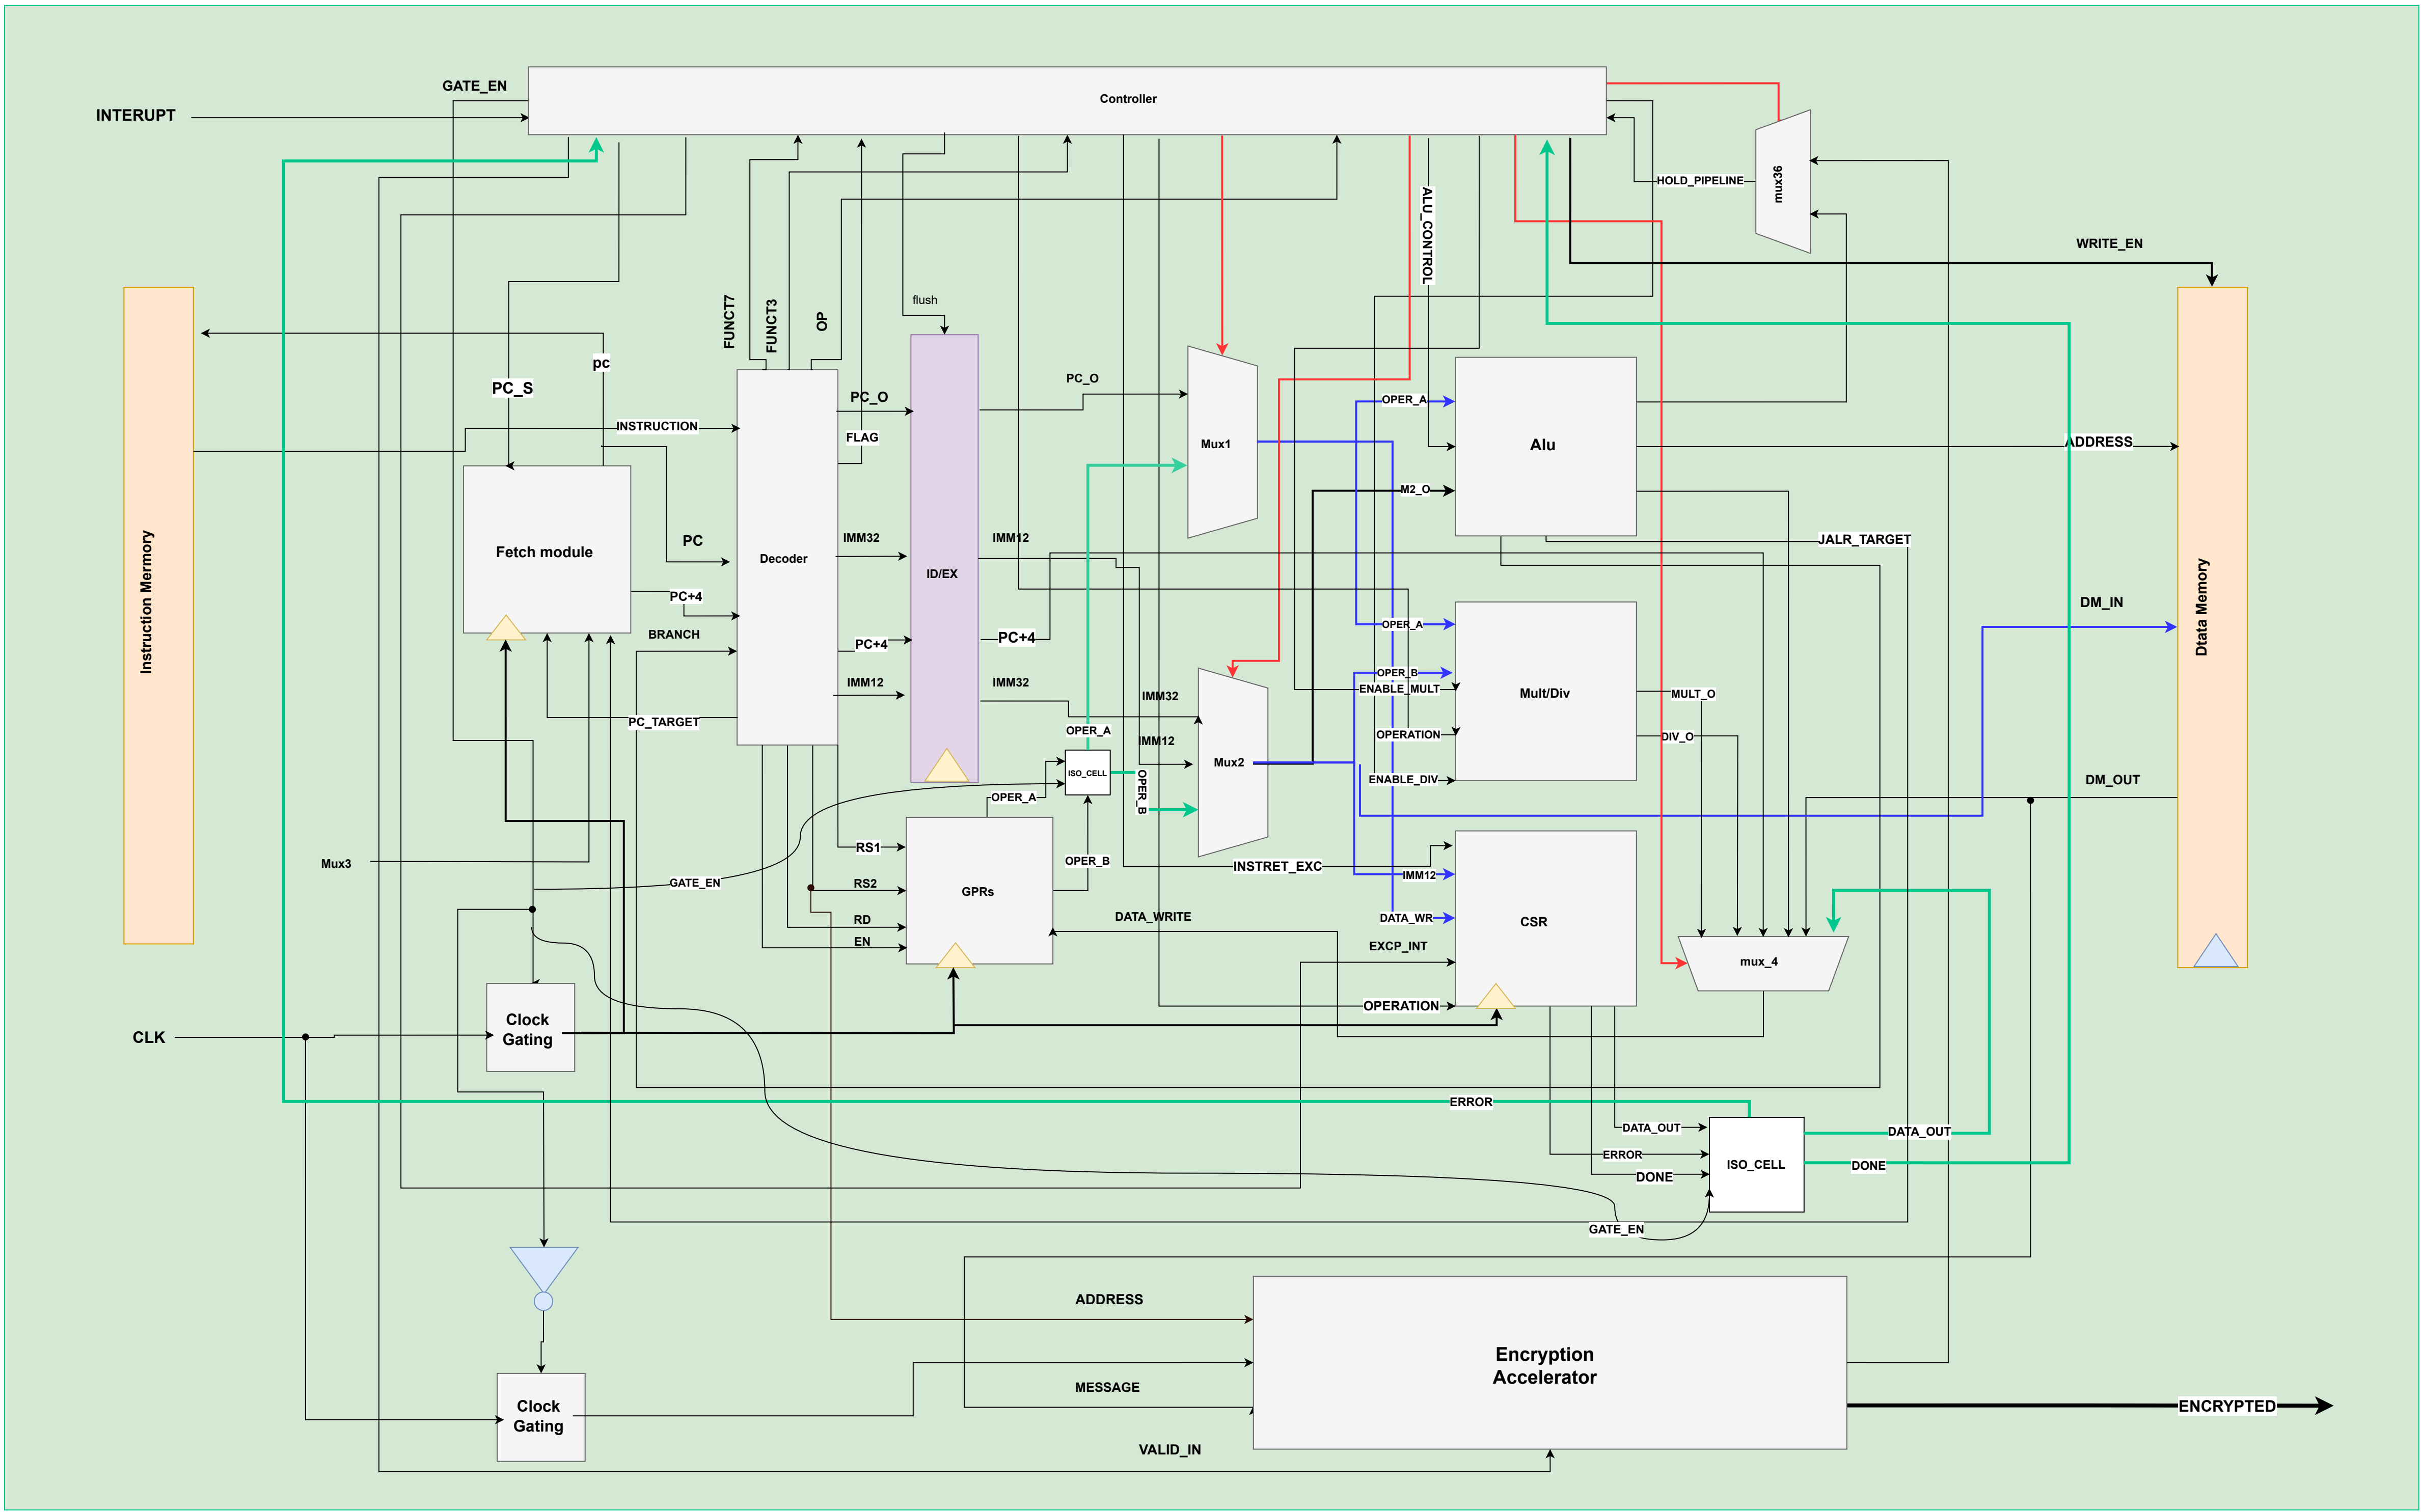 GATE_EN
Controller
INTERUPT
mux36
HOLD_PIPELINE
ALU_CONTROL
WRITE_EN
flush
FUNCT7
FUNCT3
OP
pc
PC_S
PC_O
PC_O
OPER_A
INSTRUCTION
FLAG
Mux1
Alu
ADDRESS
M2_O
Instruction Mermory
Fetch module
PC
Decoder
IMM32
ID/EX
IMM12
JALR_TARGET
PC+4
BRANCH
PC+4
PC+4
OPER_A
DM_IN
Dtata Memory
IMM12
IMM32
IMM32
OPER_B
ENABLE_MULT
Mult/Div
MULT_O
PC_TARGET
OPER_A
IMM12
OPERATION
DIV_O
ISO_CELL
Mux2
OPER_B
ENABLE_DIV
DM_OUT
OPER_A
Mux3
RS1
OPER_B
INSTRET_EXC
IMM12
GATE_EN
RS2
GPRs
RD
DATA_WRITE
DATA_WR
CSR
EN
EXCP_INT
mux_4
OPERATION
Clock
Gating
CLK
ERROR
DATA_OUT
DATA_OUT
ERROR
ISO_CELL
DONE
DONE
GATE_EN
ADDRESS
Encryption
Accelerator
MESSAGE
Clock
Gating
ENCRYPTED
VALID_IN